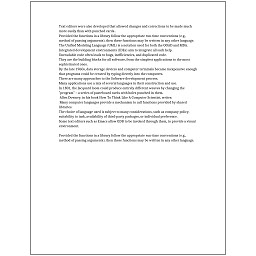 Text editors were also developed that allowed changes and corrections to be made much
more easily than with punched cards.
Provided the functions in a library follow the appropriate run-time conventions (e.g.,
method of passing arguments), then these functions may be written in any other language.
The Unified Modeling Language (UML) is a notation used for both the OOAD and MDA.
Integrated development environments (IDEs) aim to integrate all such help.
Unreadable code often leads to bugs, inefficiencies, and duplicated code.
They are the building blocks for all software, from the simplest applications to the most
sophisticated ones.
By the late 1960s, data storage devices and computer terminals became inexpensive enough
that programs could be created by typing directly into the computers.
There are many approaches to the Software development process.
Many applications use a mix of several languages in their construction and use.
In 1801, the Jacquard loom could produce entirely different weaves by changing the
"program" - a series of pasteboard cards with holes punched in them.
Allen Downey, in his book How To Think Like A Computer Scientist, writes:
Many computer languages provide a mechanism to call functions provided by shared
libraries.
The choice of language used is subject to many considerations, such as company policy,
suitability to task, availability of third-party packages, or individual preference.
Some text editors such as Emacs allow GDB to be invoked through them, to provide a visual
environment.
Provided the functions in a library follow the appropriate run-time conventions (e.g.,
method of passing arguments), then these functions may be written in any other language.